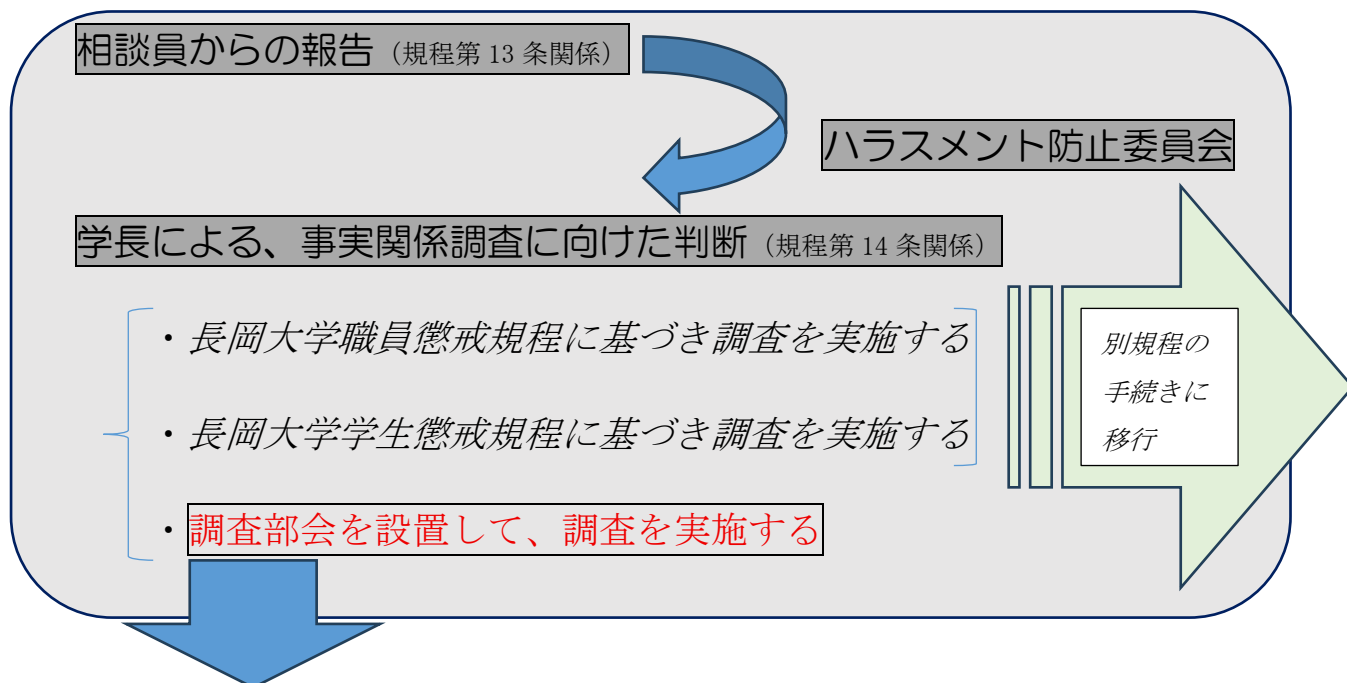 相談員からの報告（規程第 13 条関係）
ハラスメント防止委員会
学長による、事実関係調査に向けた判断（規程第 14 条関係）
・長岡大学職員懲戒規程に基づき調査を実施する
・長岡大学学生懲戒規程に基づき調査を実施する
・調査部会を設置して、調査を実施する
別規程の
手続きに
移行